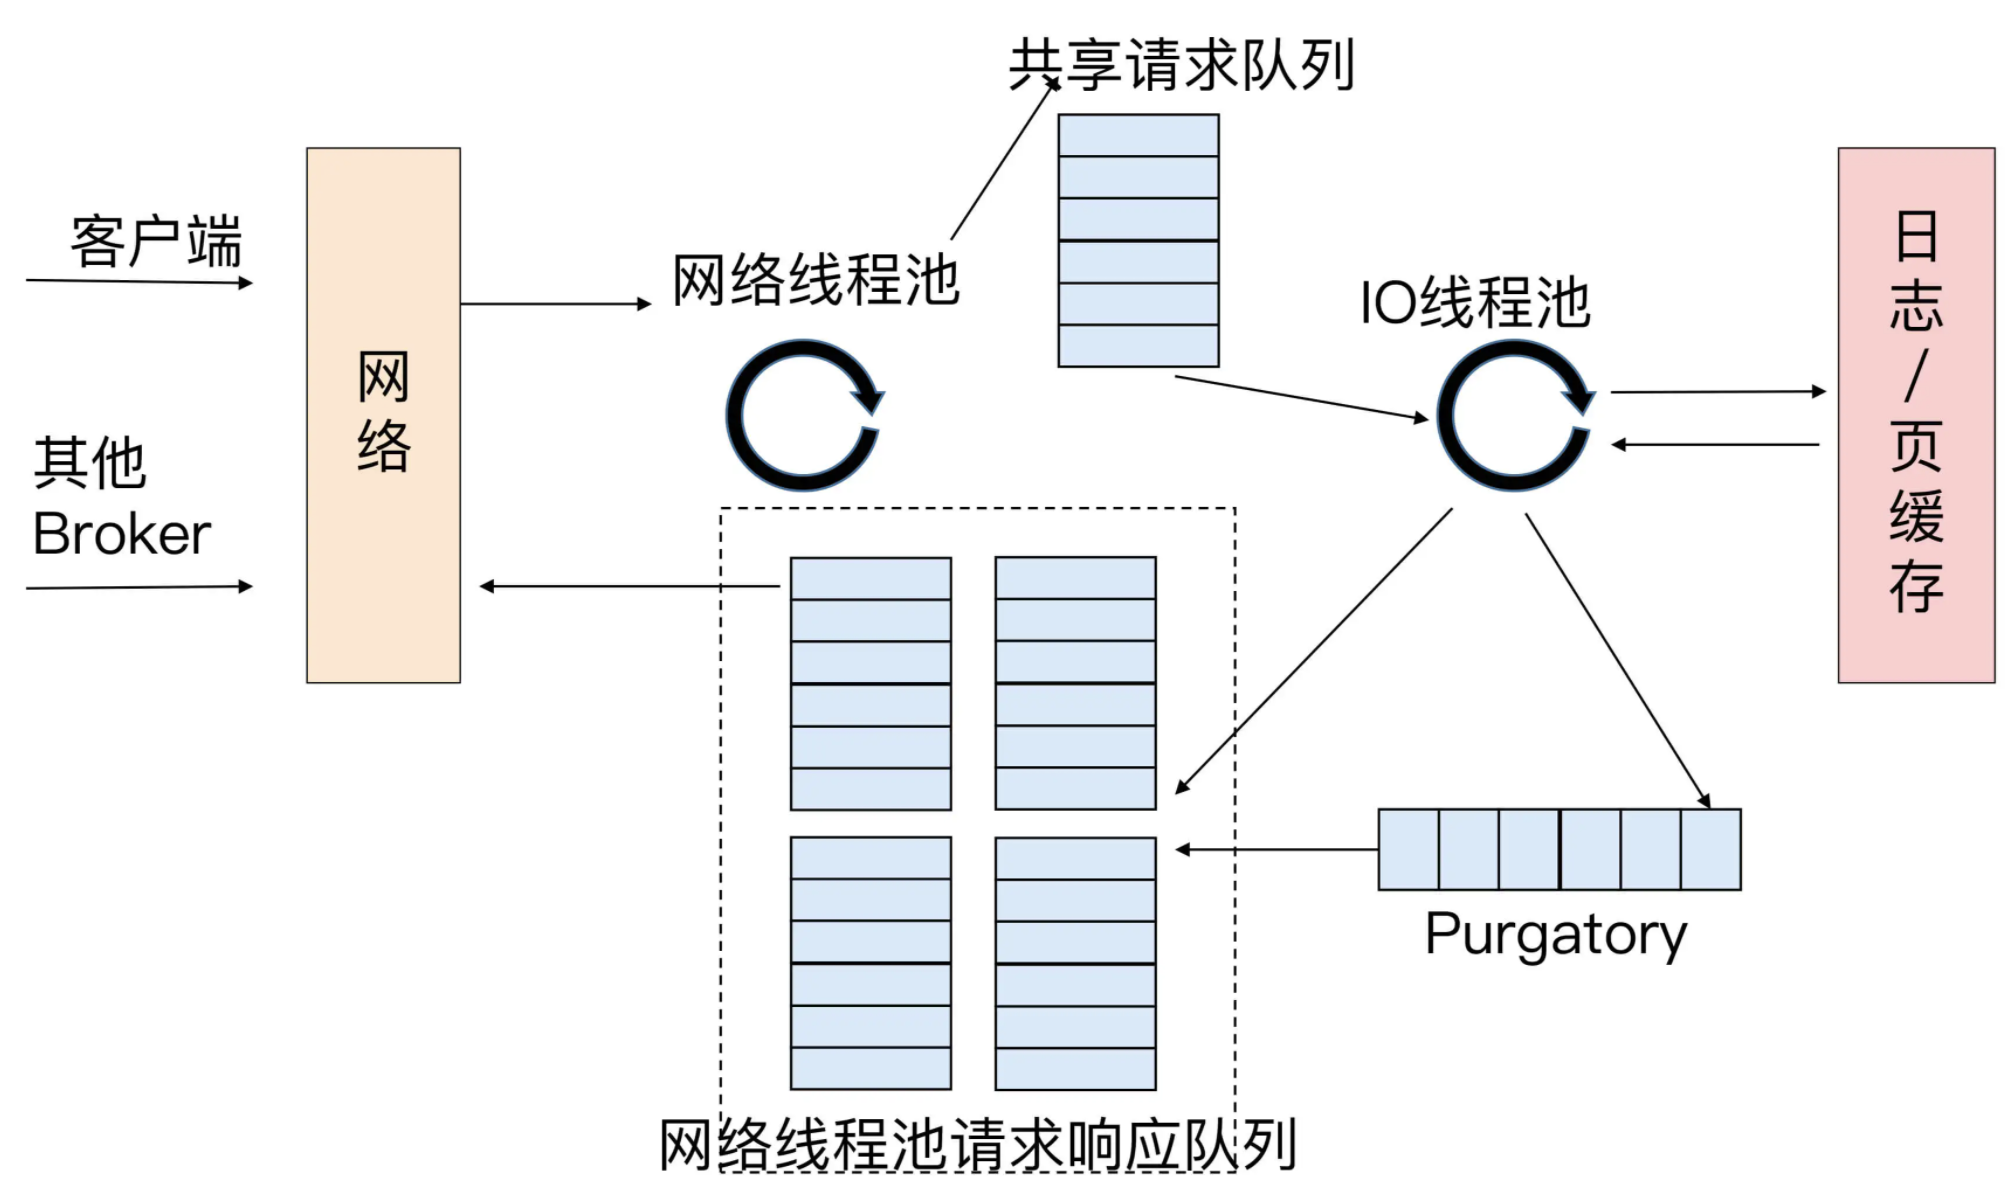 共享请求队列
客户端
网络线程池
IO线程池
网络
其他
Broker
日志/页缓存
Purgatory
网络线程池请求响应队列